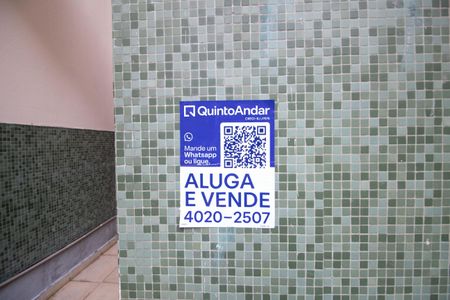 QuintoAndar
Mande um
Whatsapp
ou ligue.
ALUGA
E VENDE
4020-2507